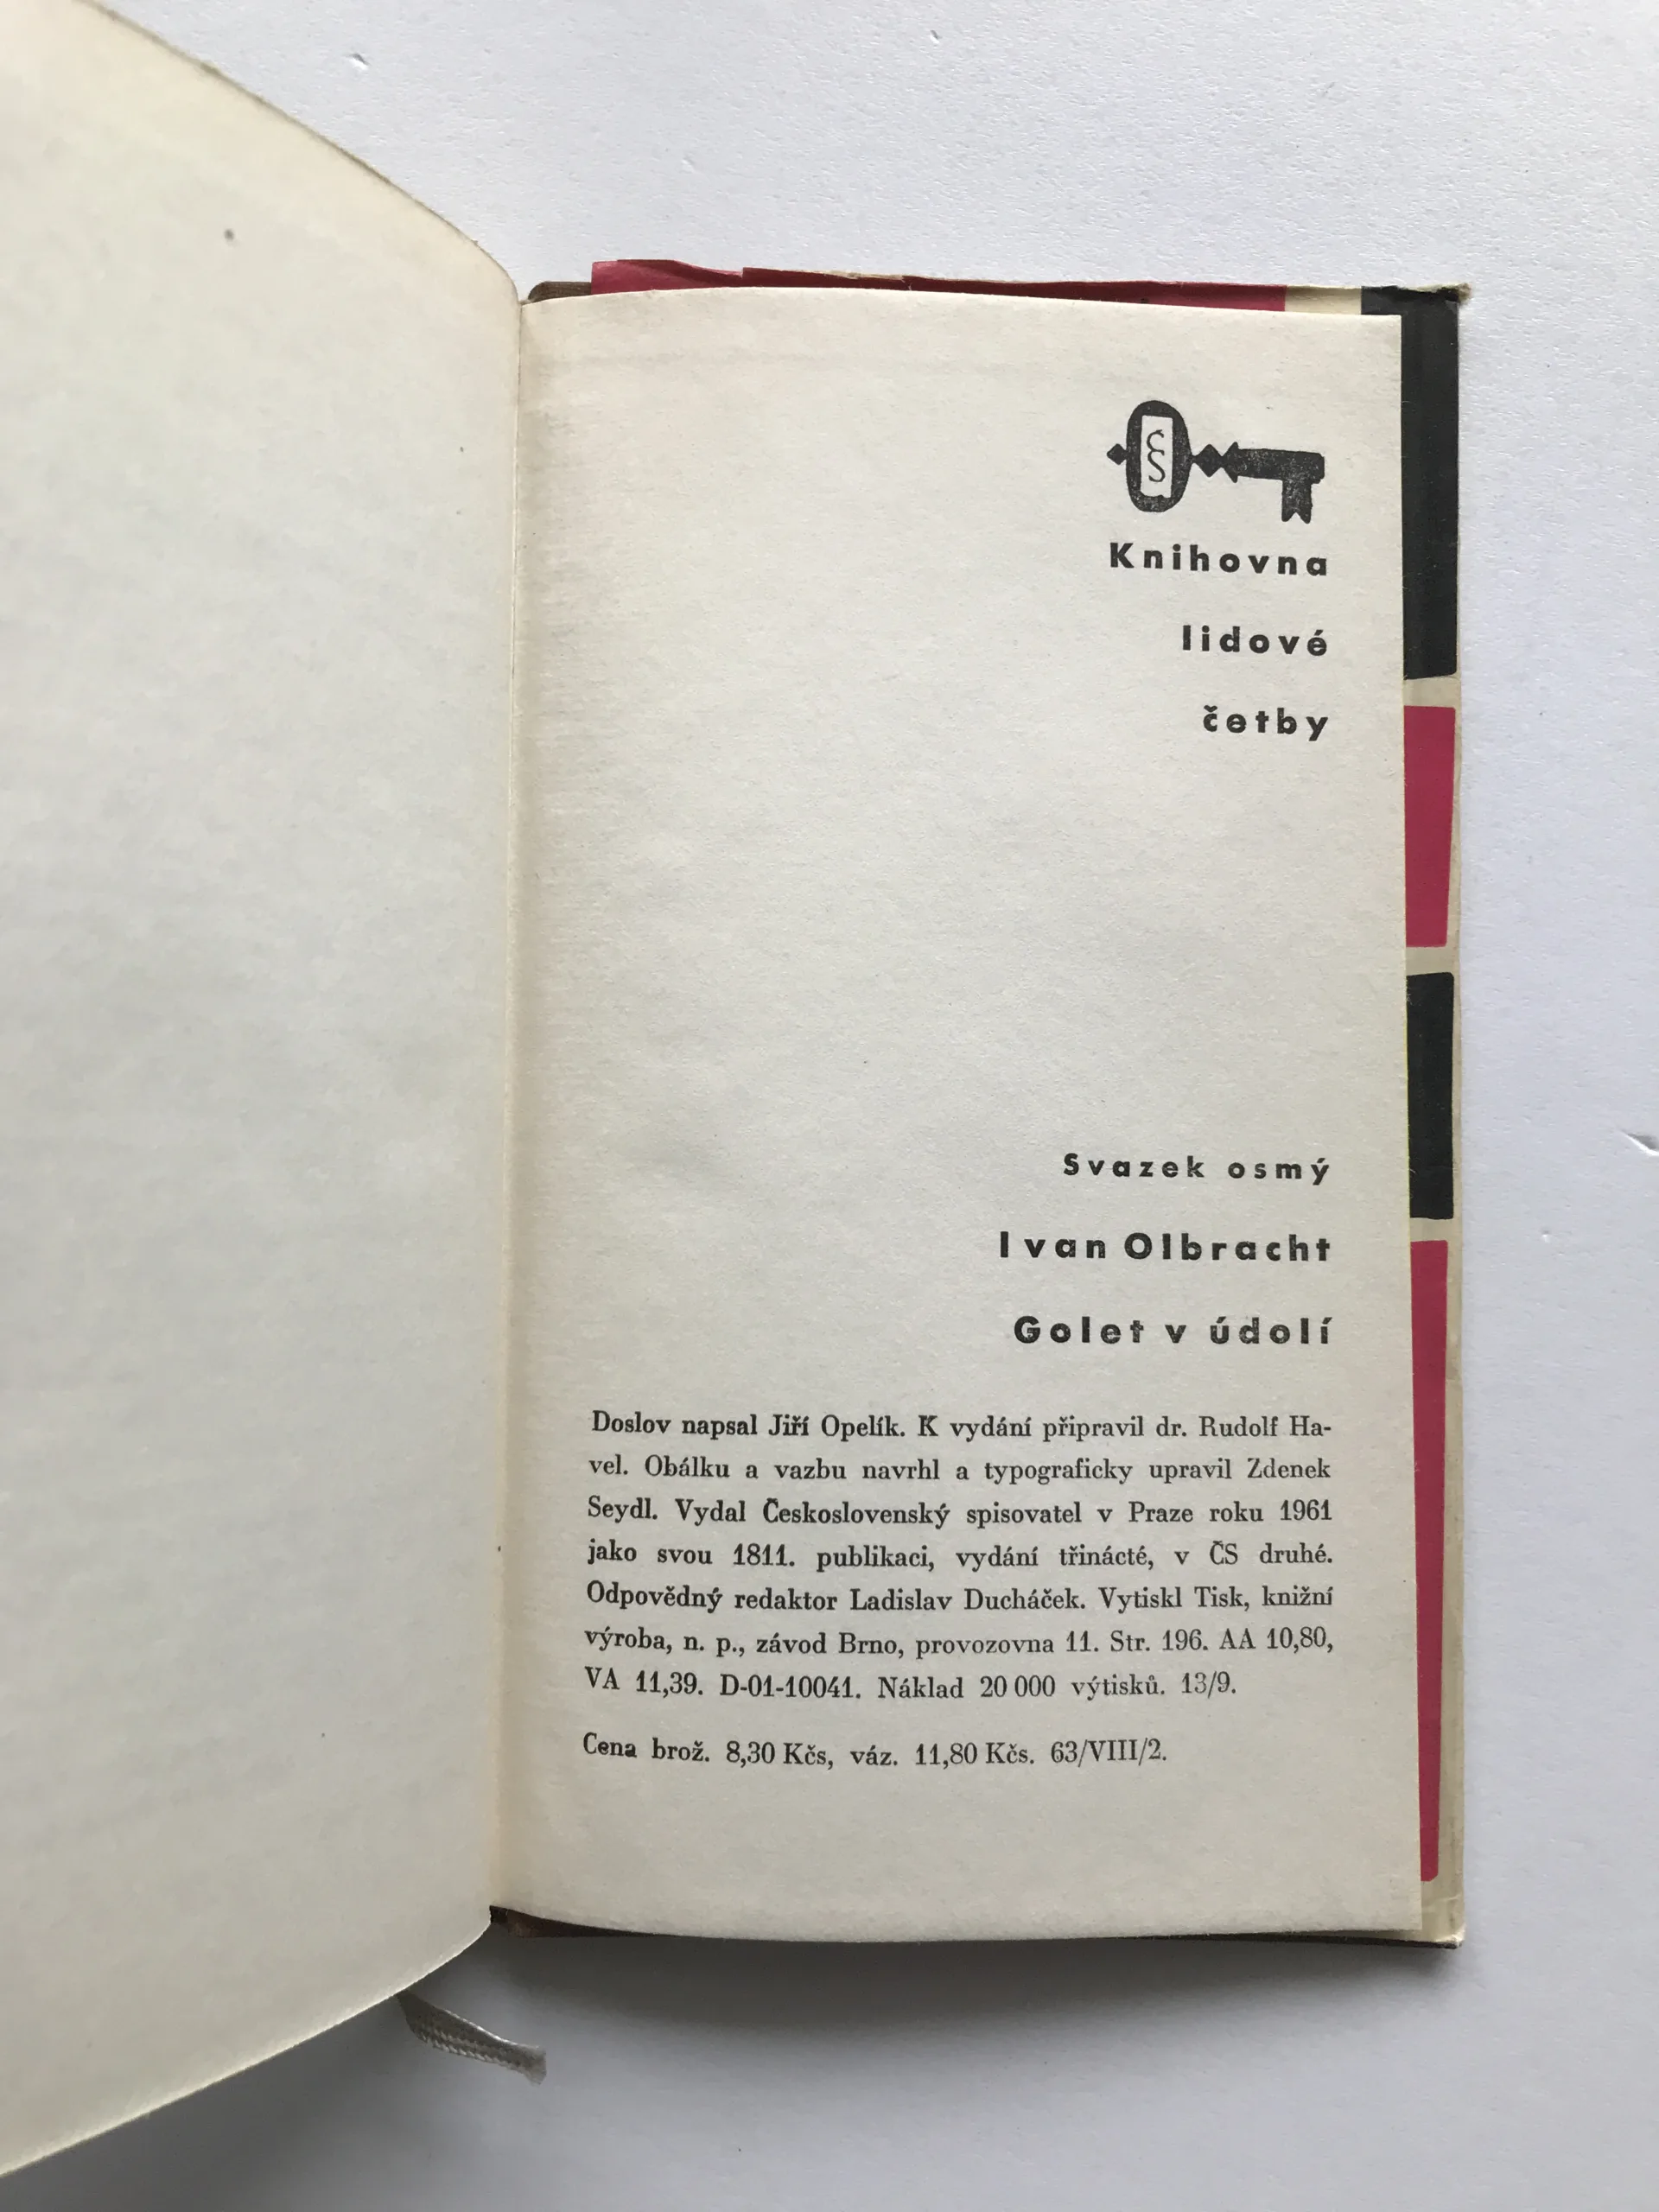 ČS
Knihovna
lidové
četby
Svazek osmý
Ivan Olbracht
Golet v údolí
Doslov napsal Jiří Opelík. K vydání připravil dr. Rudolf Ha-
vel. Obálku a vazbu navrhl a typograficky upravil Zdenek
Seydl. Vydal Československý spisovatel v Praze roku 1961
jako svou 1811. publikaci, vydání třinácté, v ČS druhé.
Odpovědný redaktor Ladislav Ducháček. Vytiskl Tisk, knižní
výroba, n. p., závod Brno, provozovna 11. Str. 196. AA 10,80,
VA 11,39. D-01-10041. Náklad 20 000 výtisků. 13/9.
Cena brož. 8,30 Kčs, váz. 11,80 Kčs. 63/VIII/2.